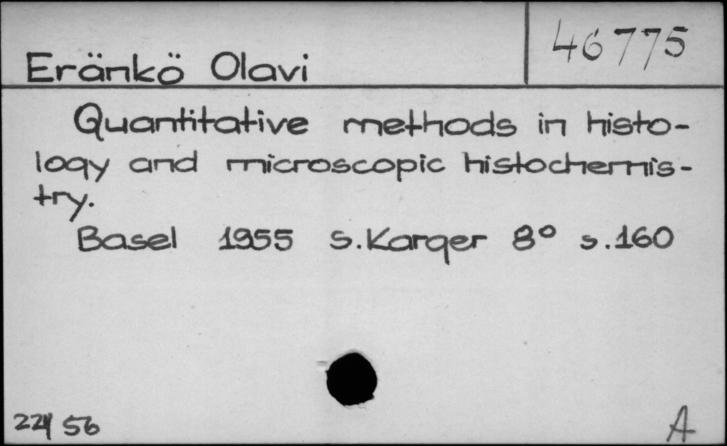 46775
Eränkö Olavi
Quantitative methods in histo-
logy and microscopic histochemis-
try.
Basel 1955 S.Karger 8° s.160
224 56
A